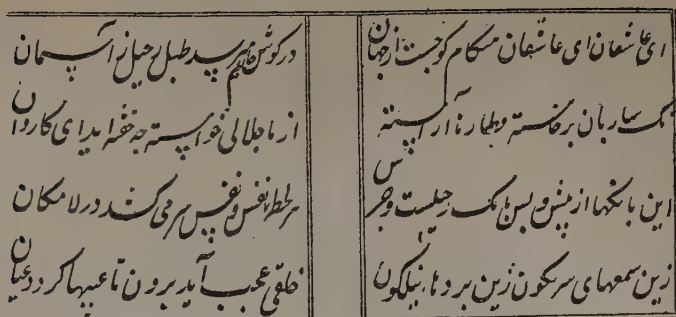 ای عاشقان ای عاشقان هنگام کوچست از جهان
در گوش جانم میرسد طبل رحیل از آسمان
نک ساربان برخاسته قطارها آراسته
از ما حلالی خواسته چه خفته اید ای کاروان
این بانگها از پیش و پس بانک رحیلست و جرس
هر لحظه نفس و نفس سر می کشد در لامکان
زین شمعهای سرنگون زین پردهای نیلگون
خلقی عجب آید برون تا غیبها گردد عیان